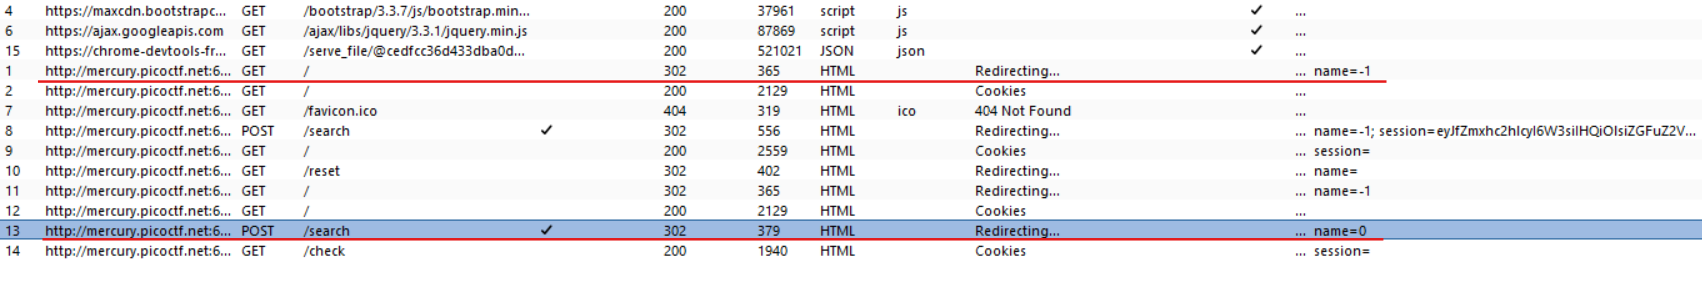 4 https://maxcdn.bootstrapc... GET /bootstrap/3.3.7/js/bootstrap.min... 200 37961 script js ✓ ...
6 https://ajax.googleapis.com GET /ajax/libs/jquery/3.3.1/jquery.min.js 200 87869 script js ✓ ...
15 https://chrome-devtools-fr... GET /serve_file/@cedfcc36d433dba0d... 200 521021 JSON json ✓ ...
1 http://mercury.picoctf.net:6... GET / 302 365 HTML Redirecting... ... name=-1
2 http://mercury.picoctf.net:6... GET / 200 2129 HTML Cookies ...
7 http://mercury.picoctf.net:6... GET /favicon.ico 404 319 HTML ico 404 Not Found ...
8 http://mercury.picoctf.net:6... POST /search ✓ 302 556 HTML Redirecting... ... name=-1; session=eyJfZmxhc2hlcyI6W3siIHQiOlsiZGFuZ2V...
9 http://mercury.picoctf.net:6... GET / 200 2559 HTML Cookies ... session=
10 http://mercury.picoctf.net:6... GET /reset 302 402 HTML Redirecting... ... name=
11 http://mercury.picoctf.net:6... GET / 302 365 HTML Redirecting... ... name=-1
12 http://mercury.picoctf.net:6... GET / 200 2129 HTML Cookies ...
13 http://mercury.picoctf.net:6... POST /search ✓ 302 379 HTML Redirecting... ... name=0
14 http://mercury.picoctf.net:6... GET /check 200 1940 HTML Cookies ... session=